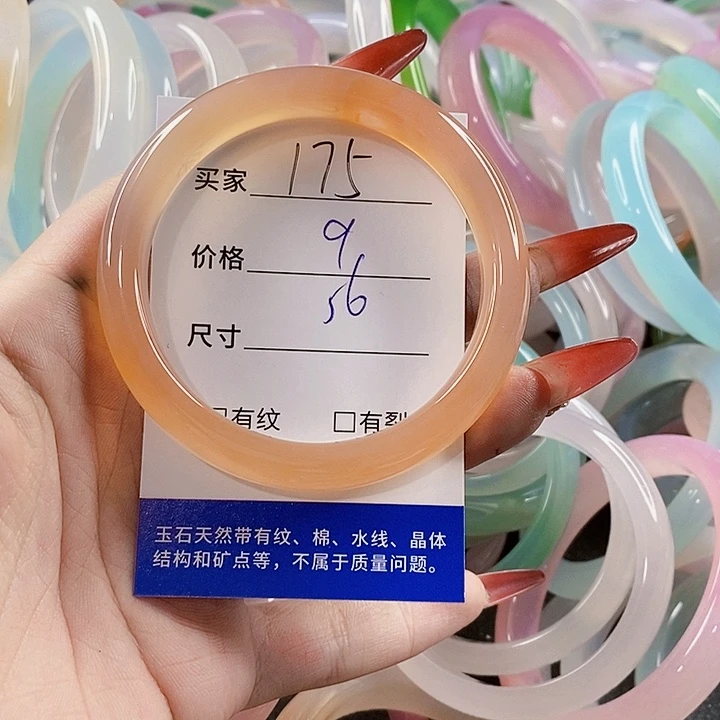 买家 175
价格 9
尺寸 56
□有纹 □有裂
玉石天然带有纹、棉、水线、晶体
结构和矿点等，不属于质量问题。